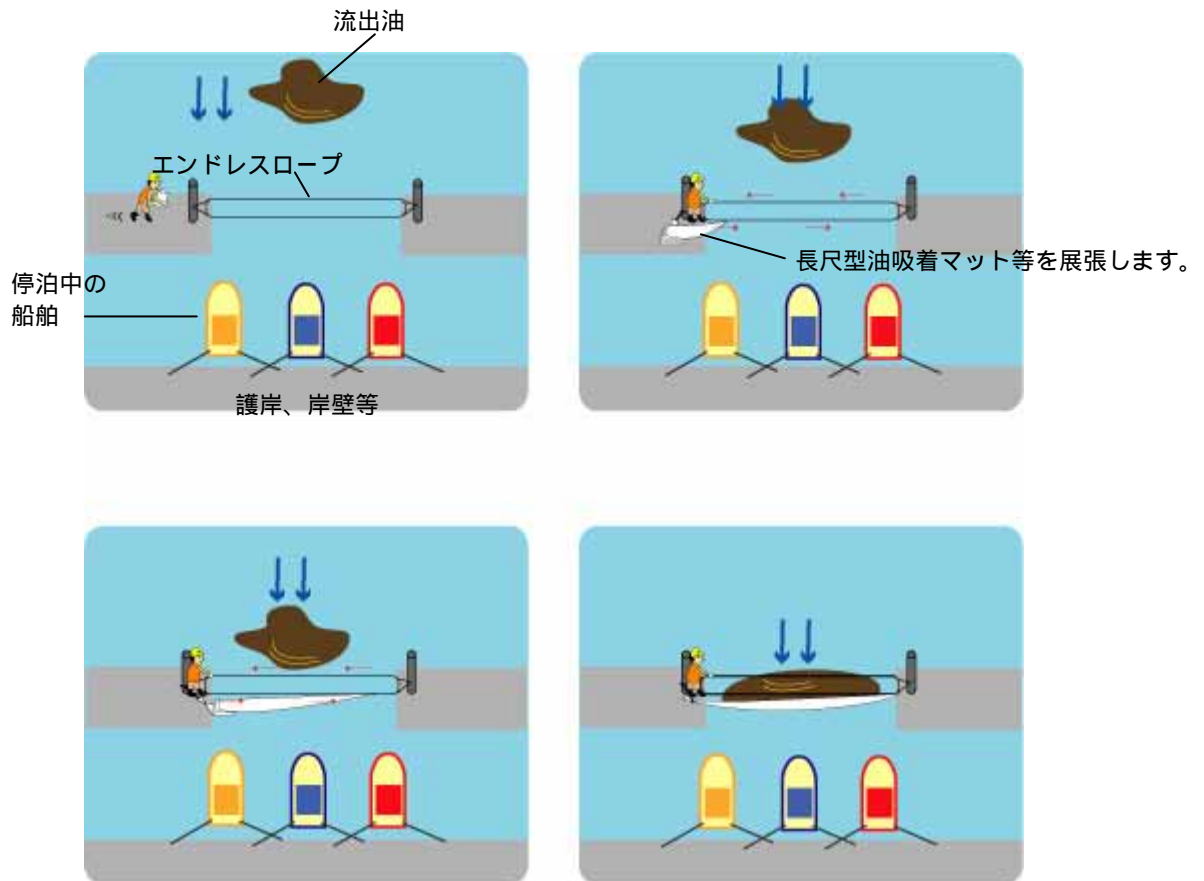 流出油
エンドレスロープ
長尺型油吸着マット等を展張します。
停泊中の
船舶
護岸、岸壁等